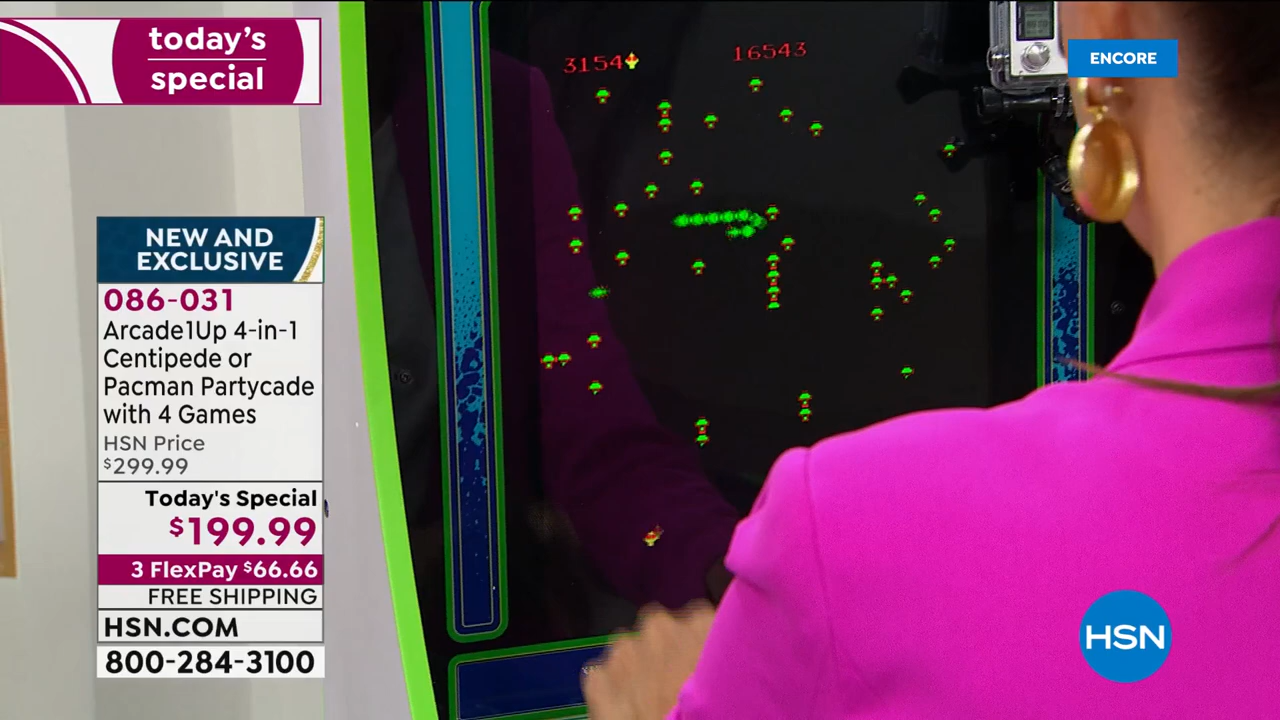 today's
special
3154
16543
ENCORE
NEW AND
EXCLUSIVE
086-031
Arcade1Up 4-in-1
Centipede or
Pacman Partycade
with 4 Games
HSN Price
$299.99
Today's Special
$199.99
3 FlexPay $66.66
FREE SHIPPING
HSN.COM
800-284-3100
HSN